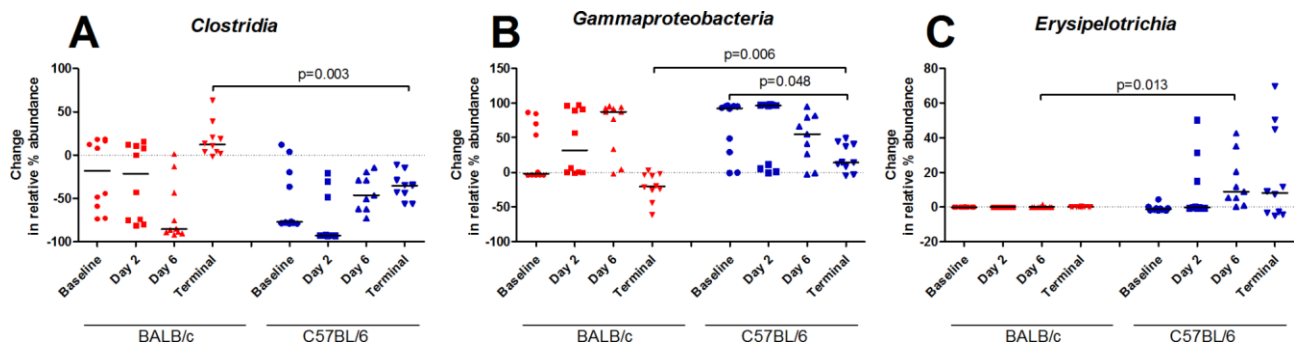 A
Clostridia
p=0.003
Change
in relative % abundance
100
50
0
-50
-100
Baseline
Day 2
Day 6
Terminal
Baseline
Day 2
Day 6
Terminal
BALB/c
C57BL/6
B
Gammaproteobacteria
p=0.006
p=0.048
Change
in relative % abundance
150
100
50
0
-50
-100
Baseline
Day 2
Day 6
Terminal
Baseline
Day 2
Day 6
Terminal
BALB/c
C57BL/6
C
Erysipelotrichia
p=0.013
Change
in relative % abundance
80
60
40
20
0
-20
Baseline
Day 2
Day 6
Terminal
Baseline
Day 2
Day 6
Terminal
BALB/c
C57BL/6